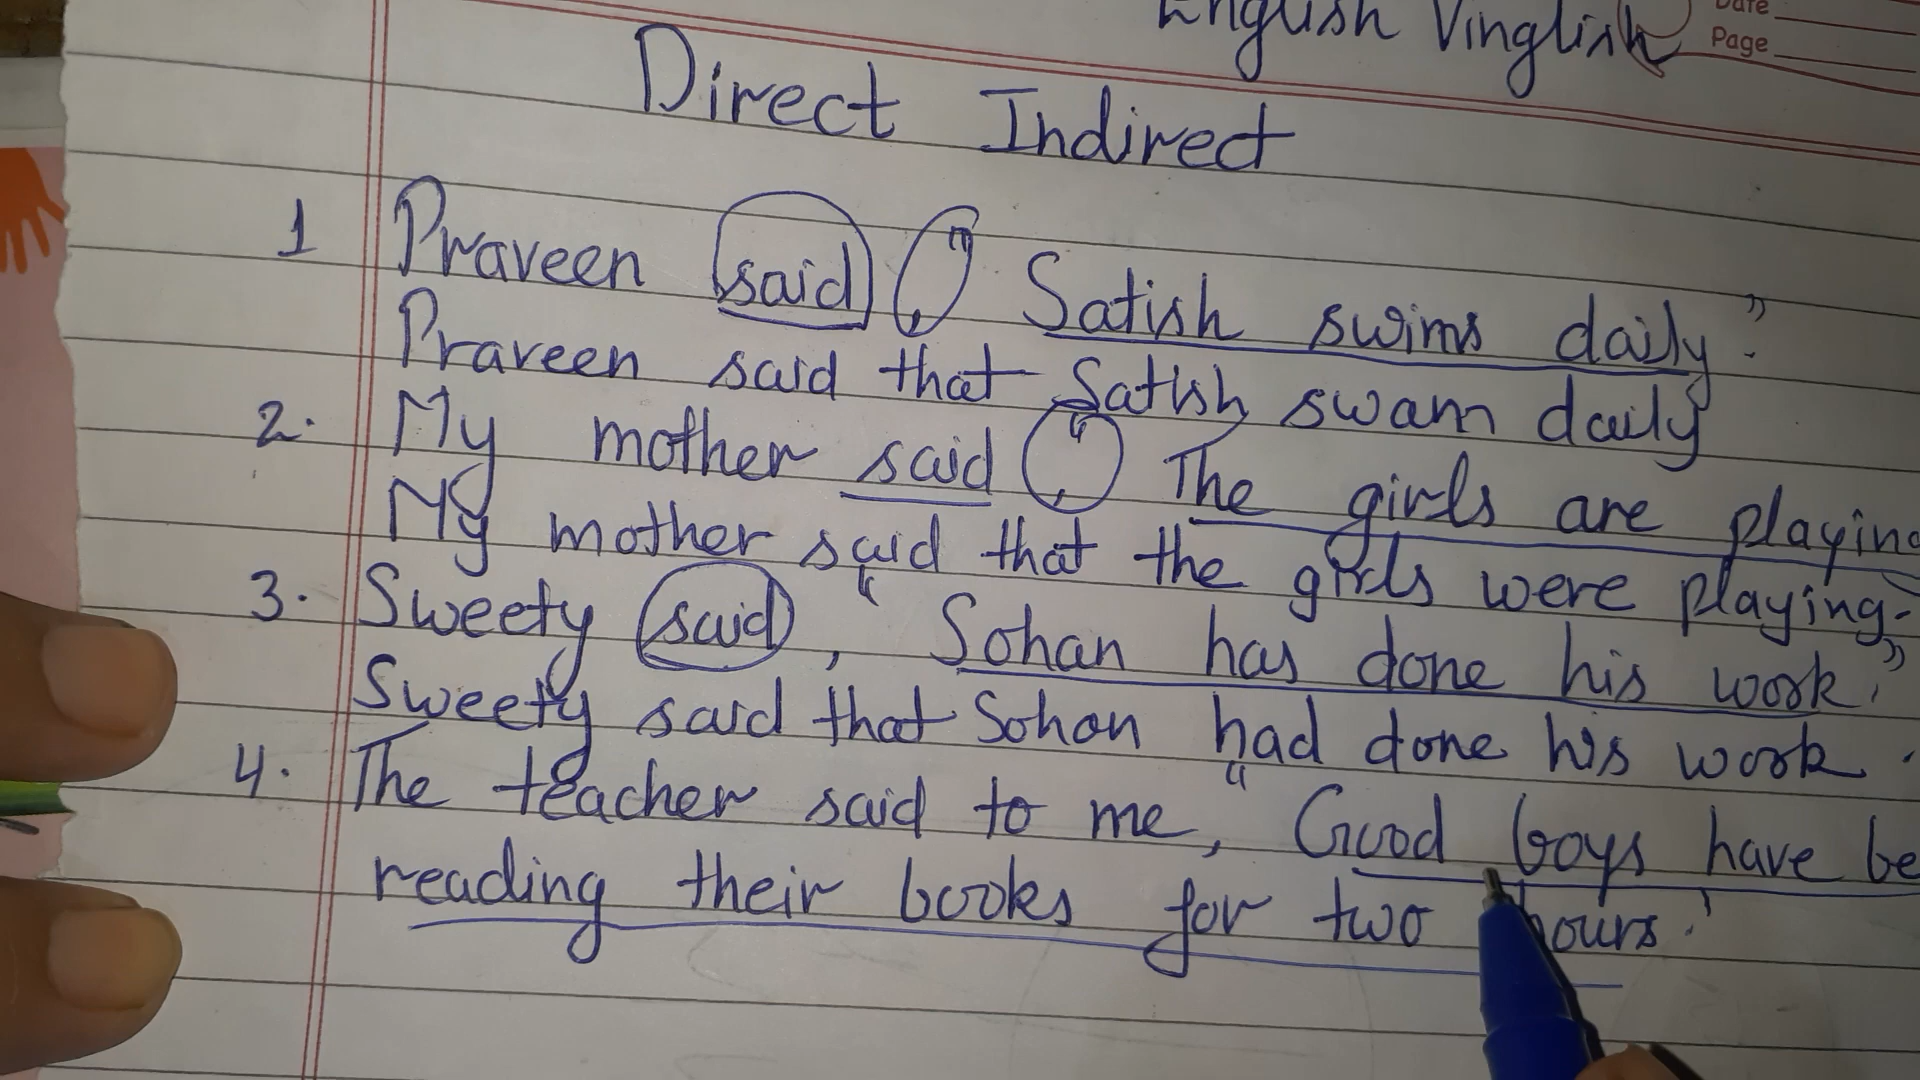 English Vinglish
Date
Page
Direct Indirect
1 Praveen said, " Satish swims daily."
Praveen said that Satish swam daily
2. My mother said, " The girls are playing
My mother said that the girls were playing.
3. Sweety said, " Sohan has done his work."
Sweety said that Sohan had done his work.
4. The teacher said to me, " Good boys have be
reading their books for two hours.'